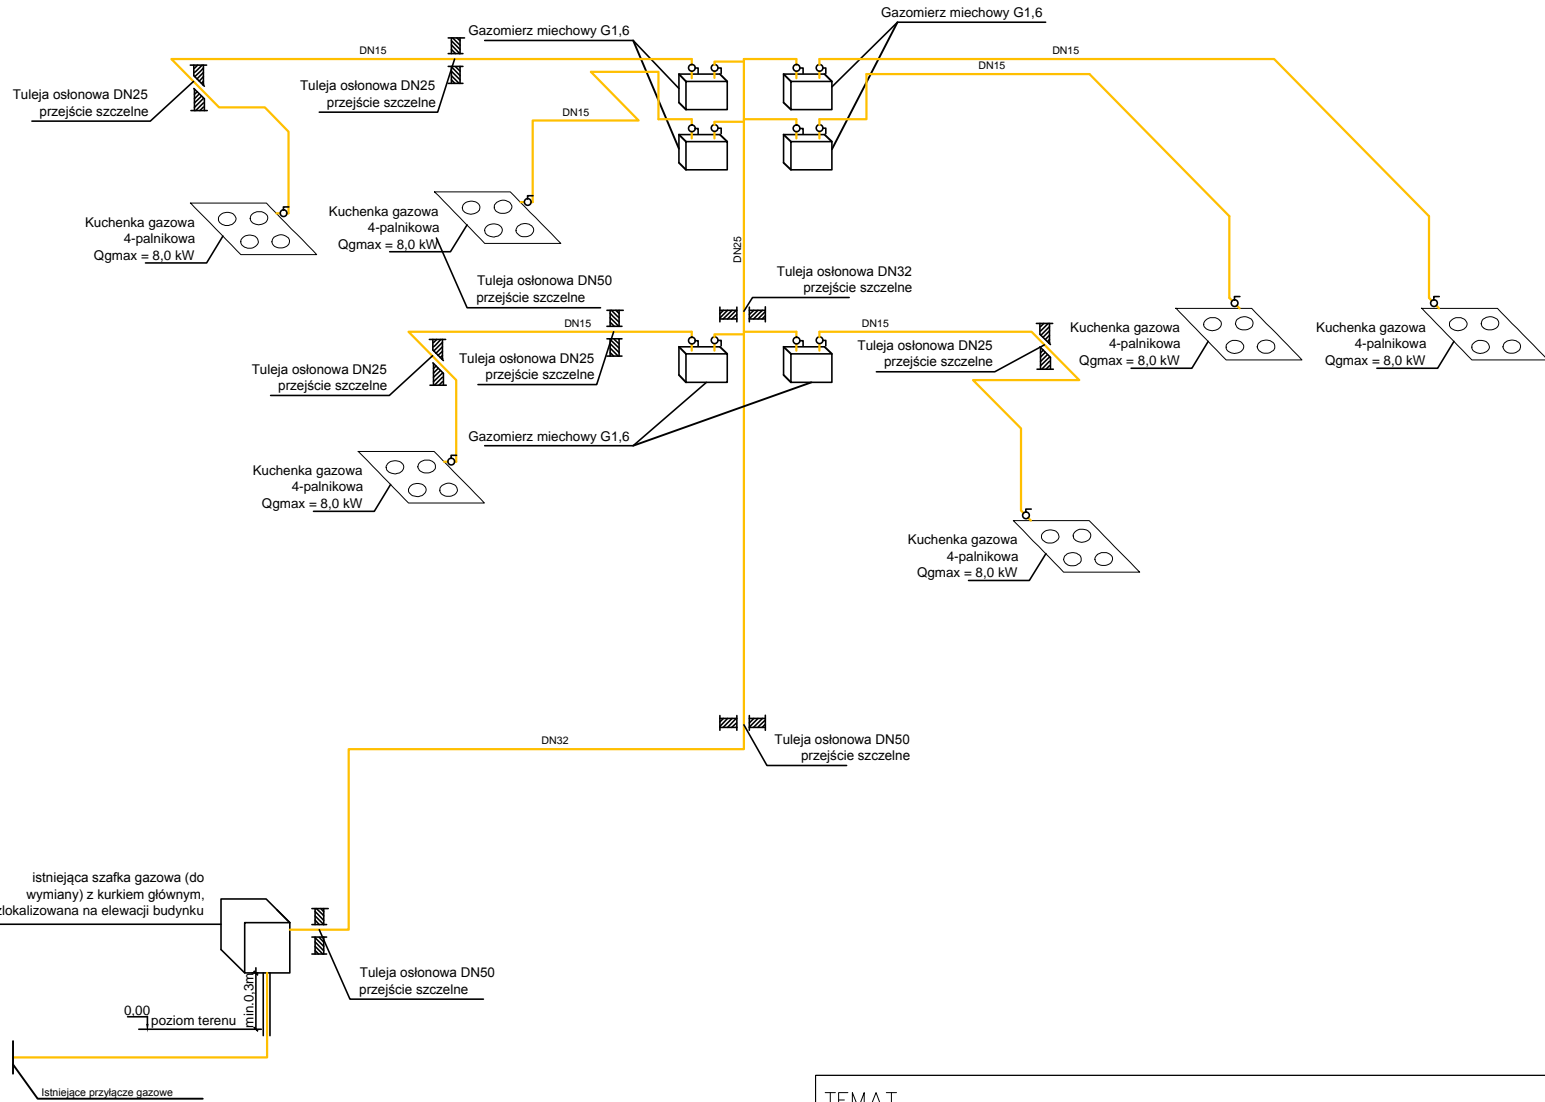 Gazomierz miechowy G1,6
Gazomierz miechowy G1,6
DN15
DN15
DN15
Tuleja osłonowa DN25
przejście szczelne
Tuleja osłonowa DN25
przejście szczelne
DN15
Kuchenka gazowa
4-palnikowa
Qgmax = 8,0 kW
Kuchenka gazowa
4-palnikowa
Qgmax = 8,0 kW
DN25
Tuleja osłonowa DN50
przejście szczelne
Tuleja osłonowa DN32
przejście szczelne
DN15
DN15
Tuleja osłonowa DN25
przejście szczelne
Tuleja osłonowa DN25
przejście szczelne
Tuleja osłonowa DN25
przejście szczelne
Kuchenka gazowa
4-palnikowa
Qgmax = 8,0 kW
Kuchenka gazowa
4-palnikowa
Qgmax = 8,0 kW
Gazomierz miechowy G1,6
Kuchenka gazowa
4-palnikowa
Qgmax = 8,0 kW
Kuchenka gazowa
4-palnikowa
Qgmax = 8,0 kW
DN32
Tuleja osłonowa DN50
przejście szczelne
istniejąca szafka gazowa (do
wymiany) z kurkiem głównym,
zlokalizowana na elewacji budynku
Tuleja osłonowa DN50
przejście szczelne
min.0,3m
0,00
poziom terenu
Istniejące przyłącze gazowe
TEMAT